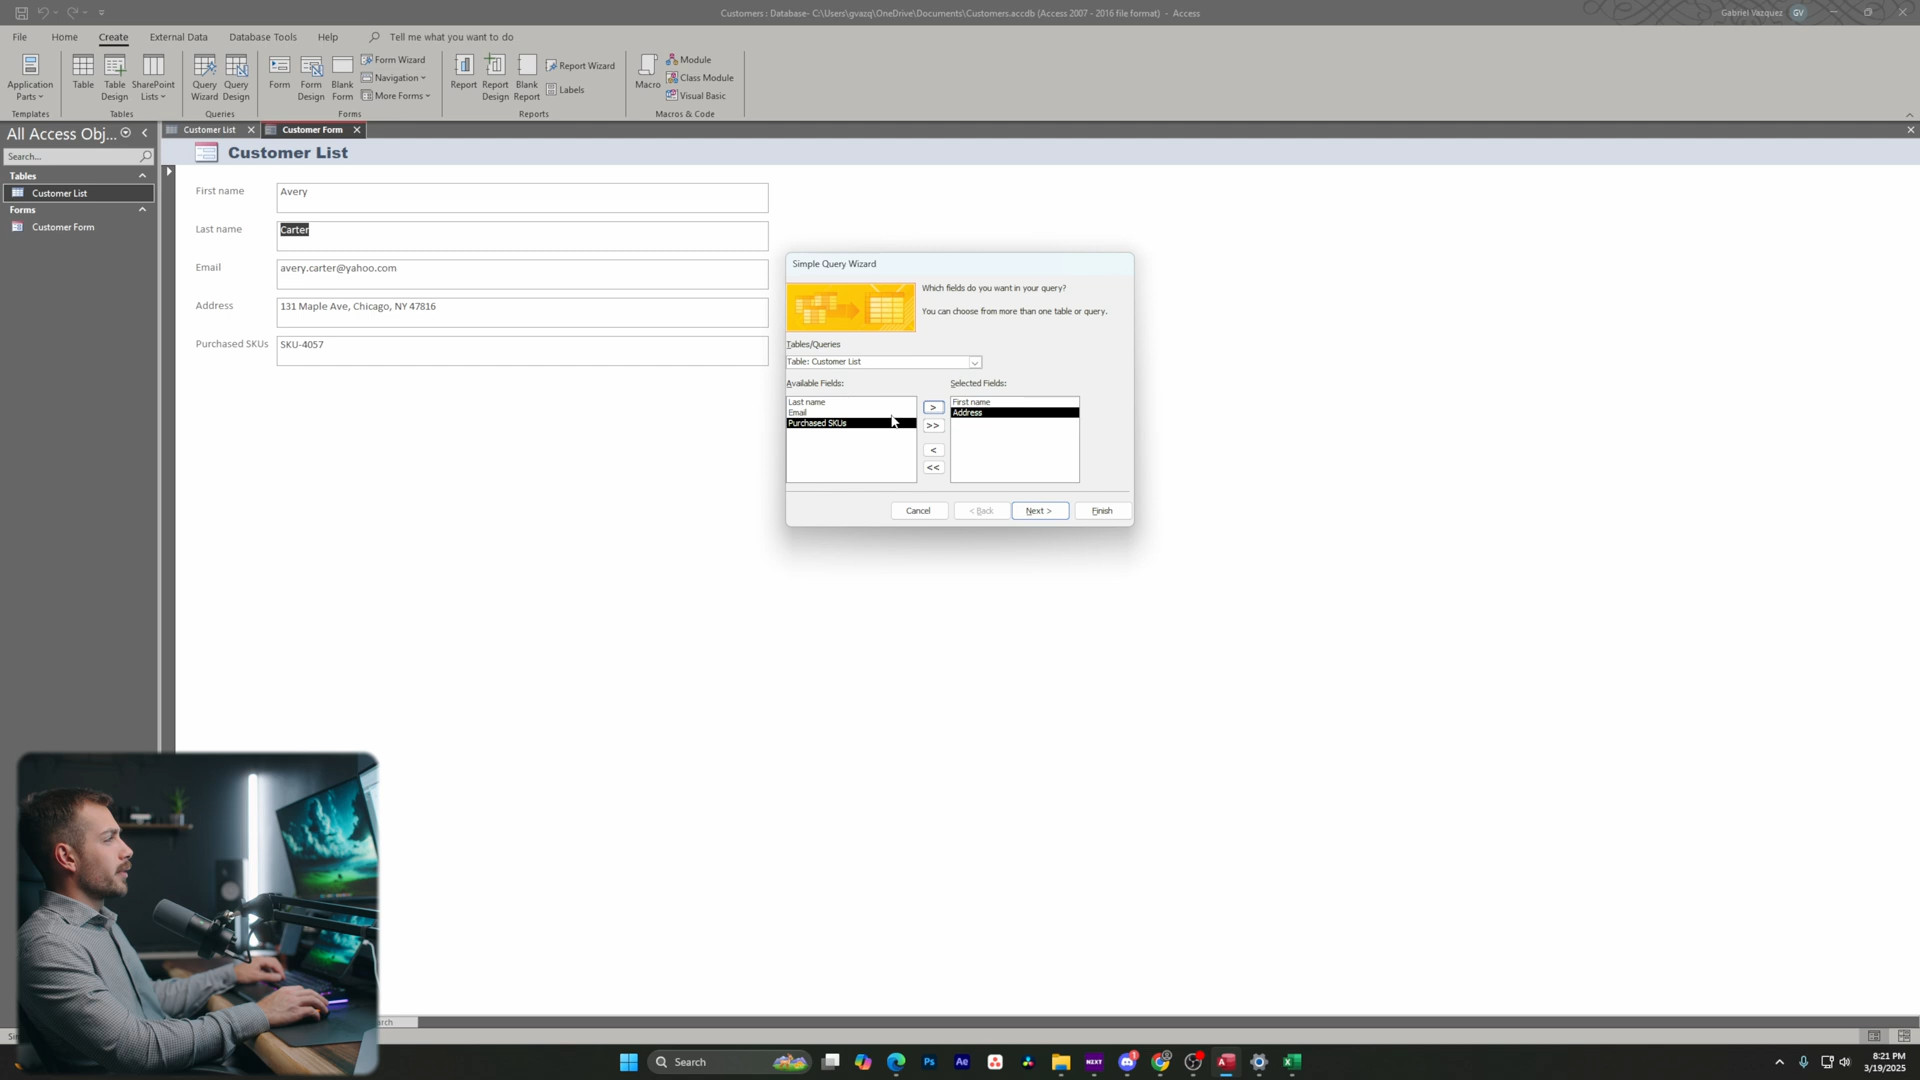 Customers : Database- C:\Users\gvazq\OneDrive\Documents\Customers.accdb (Access 2007 - 2016 file format) - Access
Gabriel Vazquez GV
File Home Create External Data Database Tools Help Tell me what you want to do
Application Parts
Table
Table Design
SharePoint Lists
Query Wizard
Query Design
Form
Form Design
Blank Form
Form Wizard
Navigation
More Forms
Report
Report Design
Blank Report
Report Wizard
Labels
Macro
Module
Class Module
Visual Basic
Templates Tables Queries Forms Reports Macros & Code
All Access Obj...
Search...
Tables
Customer List
Forms
Customer Form
Customer List Customer Form
Customer List
First name Avery
Last name Carter
Email avery.carter@yahoo.com
Address 131 Maple Ave, Chicago, NY 47816
Purchased SKUs SKU-4057
Simple Query Wizard
Which fields do you want in your query?
You can choose from more than one table or query.
Tables/Queries
Table: Customer List
Available Fields: Selected Fields:
Last name
Email
Purchased SKUs
>
>>
<
<<
First name
Address
Cancel < Back Next > Finish
Search
Ps Ae NEXT
8:21 PM
3/19/2025